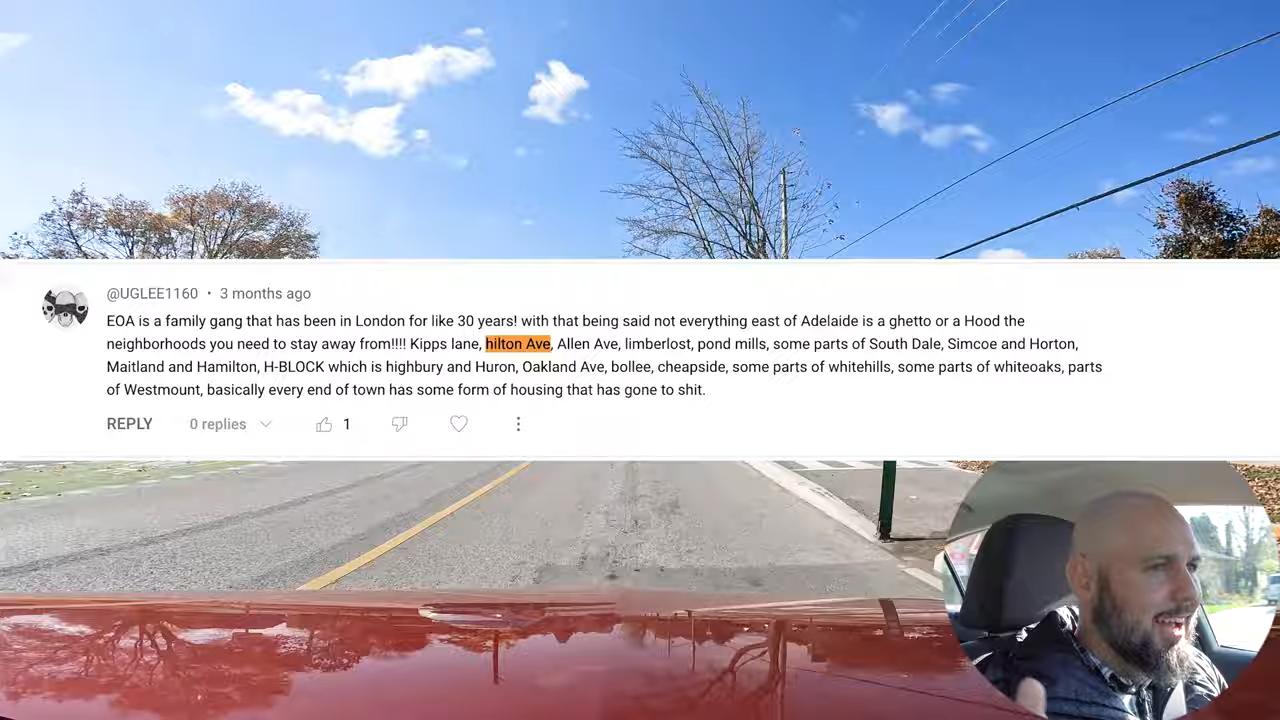 @UGLEE1160 • 3 months ago
EOA is a family gang that has been in London for like 30 years! with that being said not everything east of Adelaide is a ghetto or a Hood the
neighborhoods you need to stay away from!!!! Kipps lane, hilton Ave, Allen Ave, limberlost, pond mills, some parts of South Dale, Simcoe and Horton,
Maitland and Hamilton, H-BLOCK which is highbury and Huron, Oakland Ave, bollee, cheapside, some parts of whitehills, some parts of whiteoaks, parts
of Westmount, basically every end of town has some form of housing that has gone to shit.
REPLY 0 replies 1